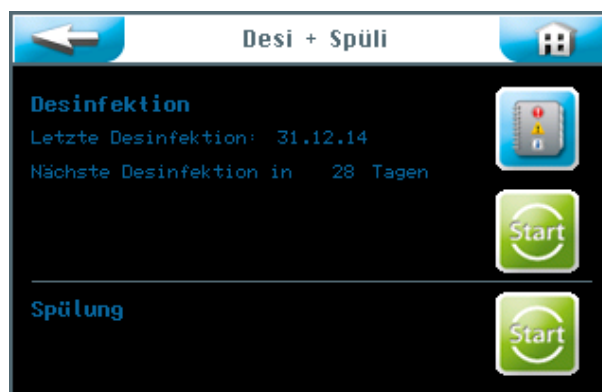 Desi + Spüli
Desinfektion
Letzte Desinfektion: 31.12.14
Nächste Desinfektion in 28 Tagen
Start
Spülung
Start